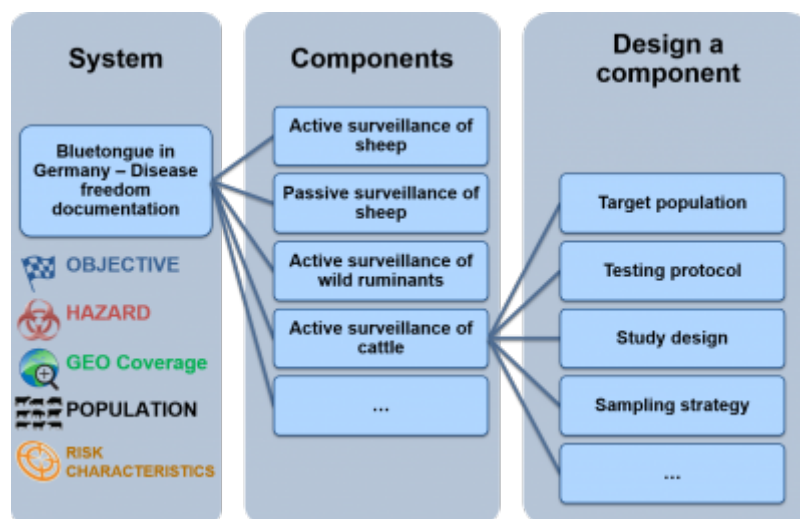 System
Bluetongue in
Germany – Disease
freedom
documentation
OBJECTIVE
HAZARD
GEO Coverage
POPULATION
RISK
CHARACTERISTICS
Components
Active surveillance of
sheep
Passive surveillance of
sheep
Active surveillance of
wild ruminants
Active surveillance of
cattle
...
Design a
component
Target population
Testing protocol
Study design
Sampling strategy
...